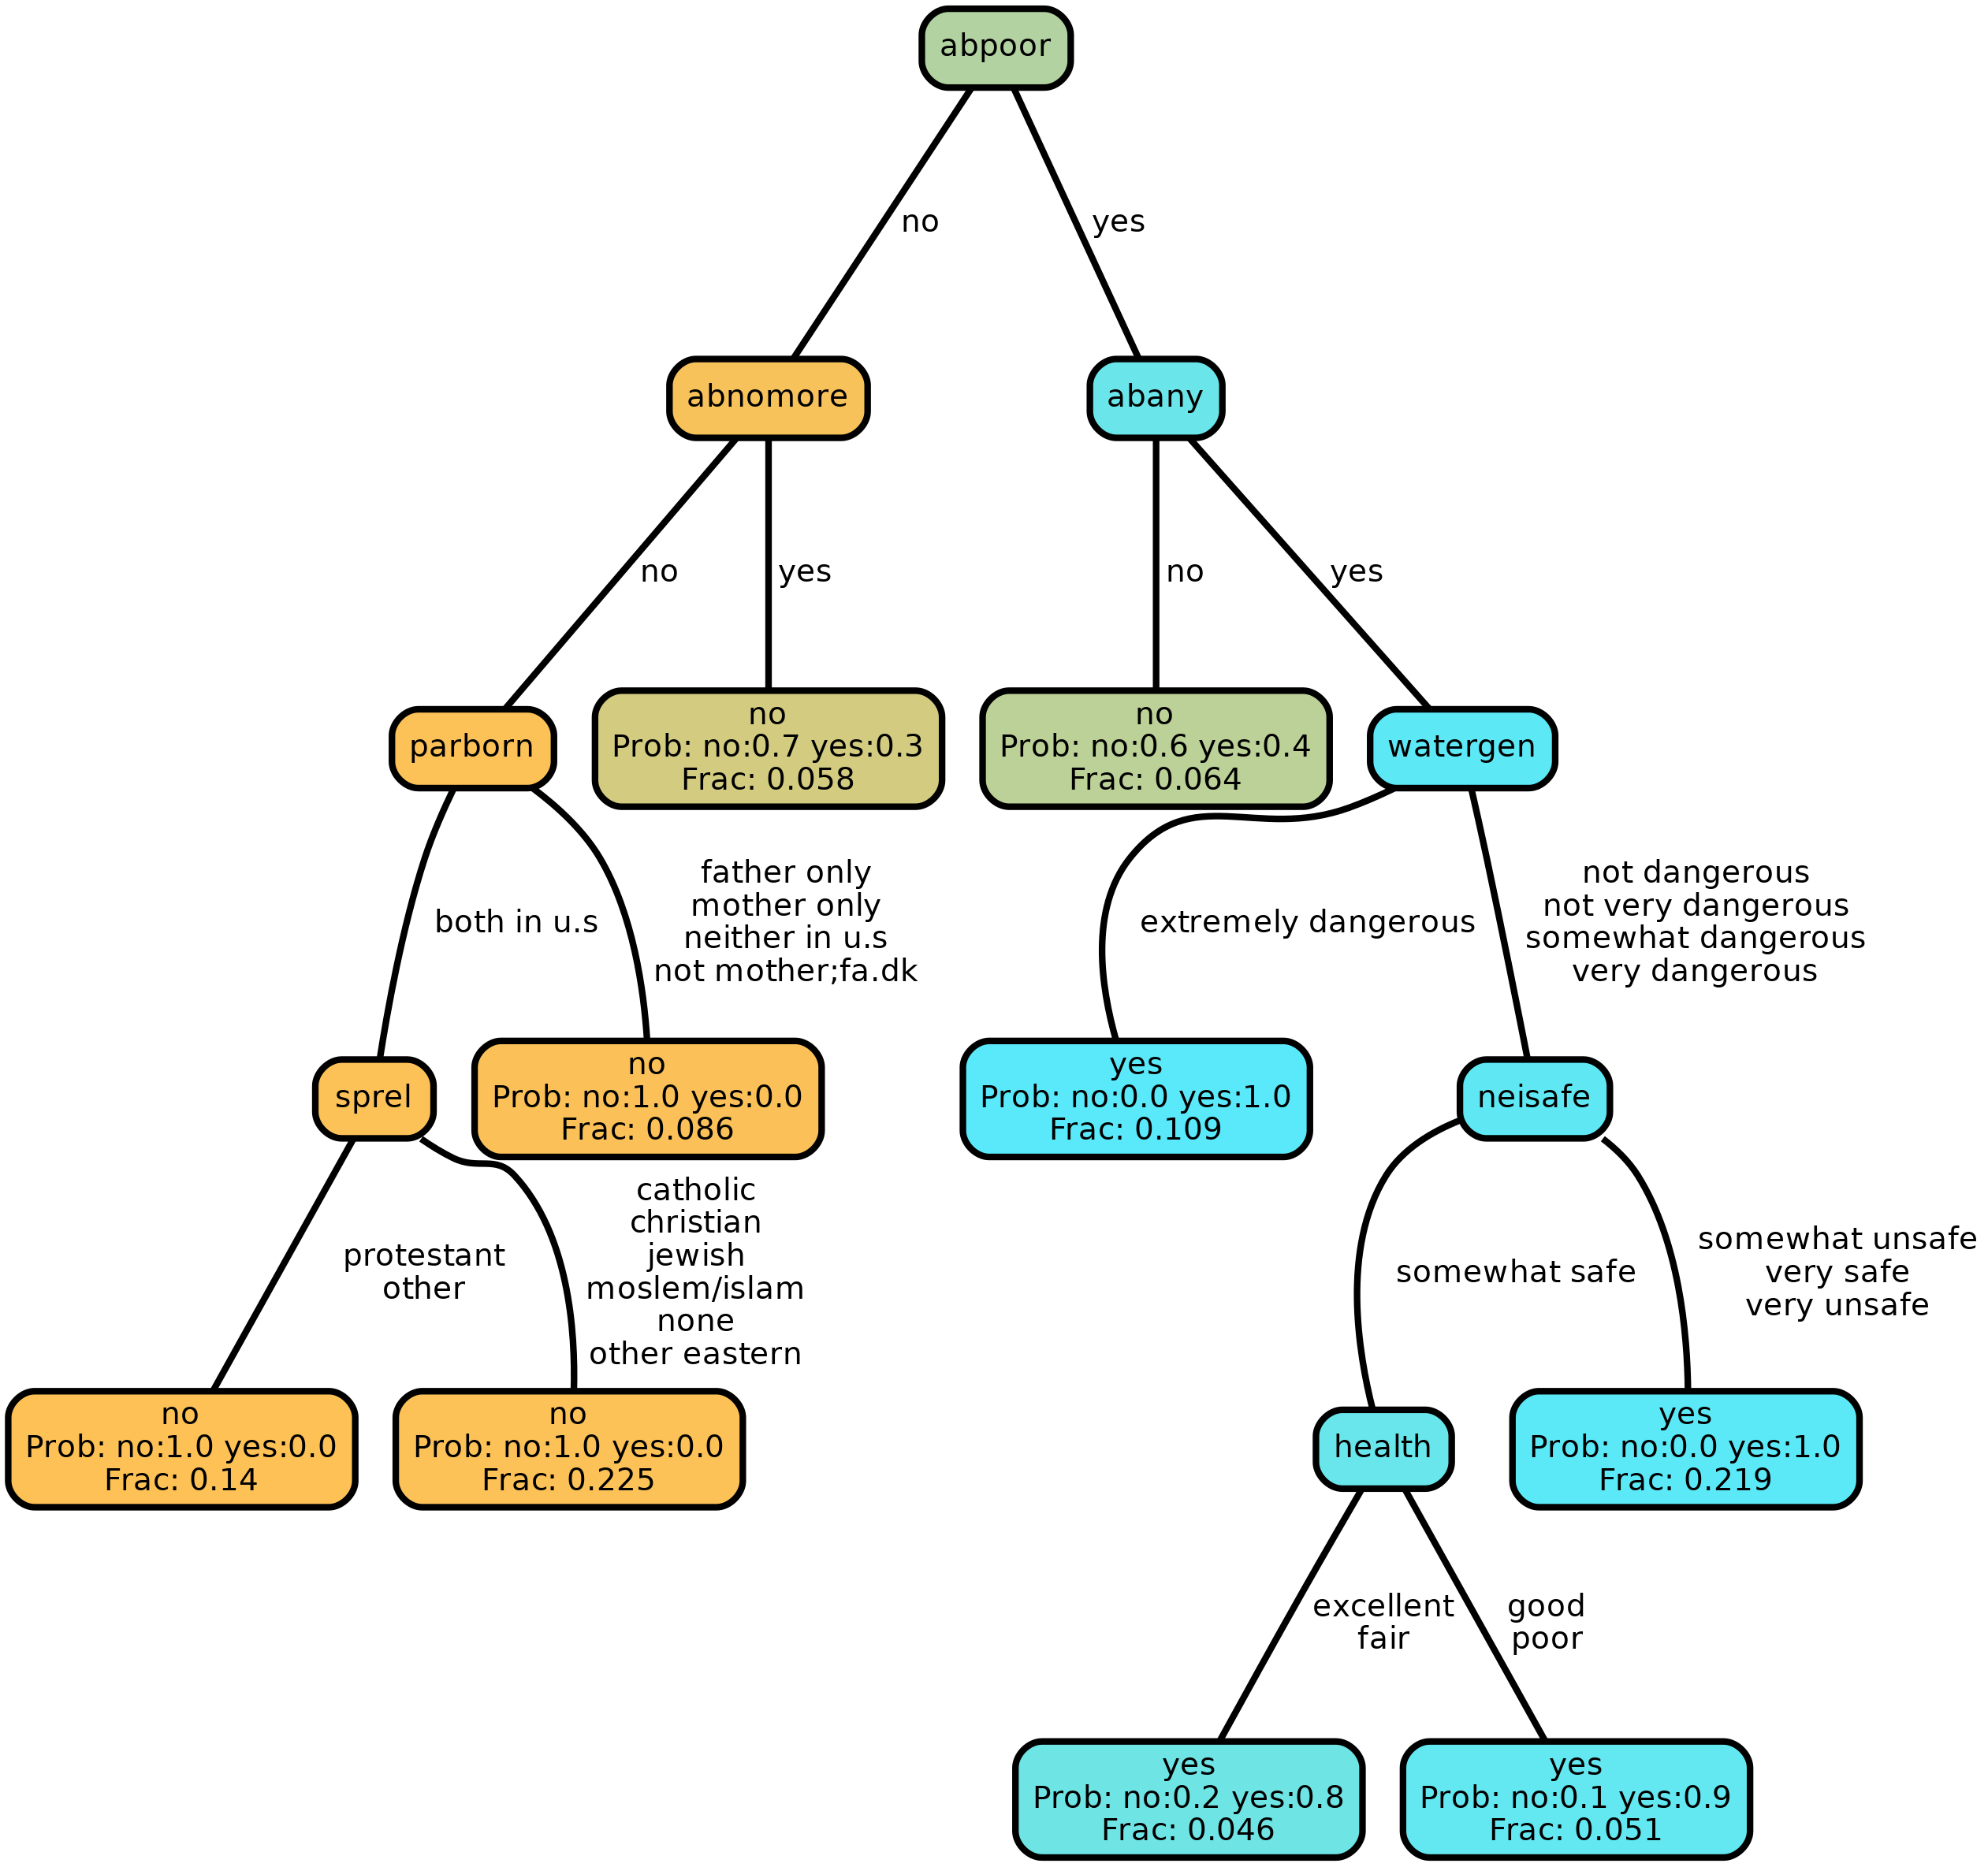 abpoor
no
yes
abnomore
abany
no
yes
no
yes
parborn
no
Prob: no:0.7 yes:0.3
Frac: 0.058
no
Prob: no:0.6 yes:0.4
Frac: 0.064
watergen
both in u.s
father only
mother only
neither in u.s
not mother;fa.dk
extremely dangerous
not dangerous
not very dangerous
somewhat dangerous
very dangerous
sprel
no
Prob: no:1.0 yes:0.0
Frac: 0.086
yes
Prob: no:0.0 yes:1.0
Frac: 0.109
neisafe
protestant
other
catholic
christian
jewish
moslem/islam
none
other eastern
somewhat safe
somewhat unsafe
very safe
very unsafe
no
Prob: no:1.0 yes:0.0
Frac: 0.14
no
Prob: no:1.0 yes:0.0
Frac: 0.225
health
yes
Prob: no:0.0 yes:1.0
Frac: 0.219
excellent
fair
good
poor
yes
Prob: no:0.2 yes:0.8
Frac: 0.046
yes
Prob: no:0.1 yes:0.9
Frac: 0.051